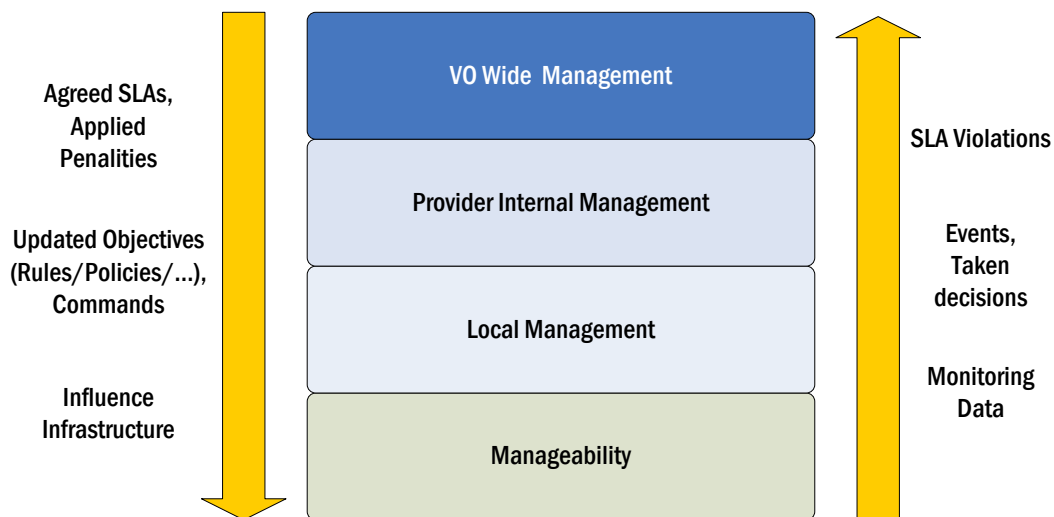 VO Wide Management
Agreed SLAs,
Applied
Penalities
SLA Violations
Provider Internal Management
Updated Objectives
(Rules/Policies/...),
Commands
Events,
Taken
decisions
Local Management
Influence
Infrastructure
Monitoring
Data
Manageability